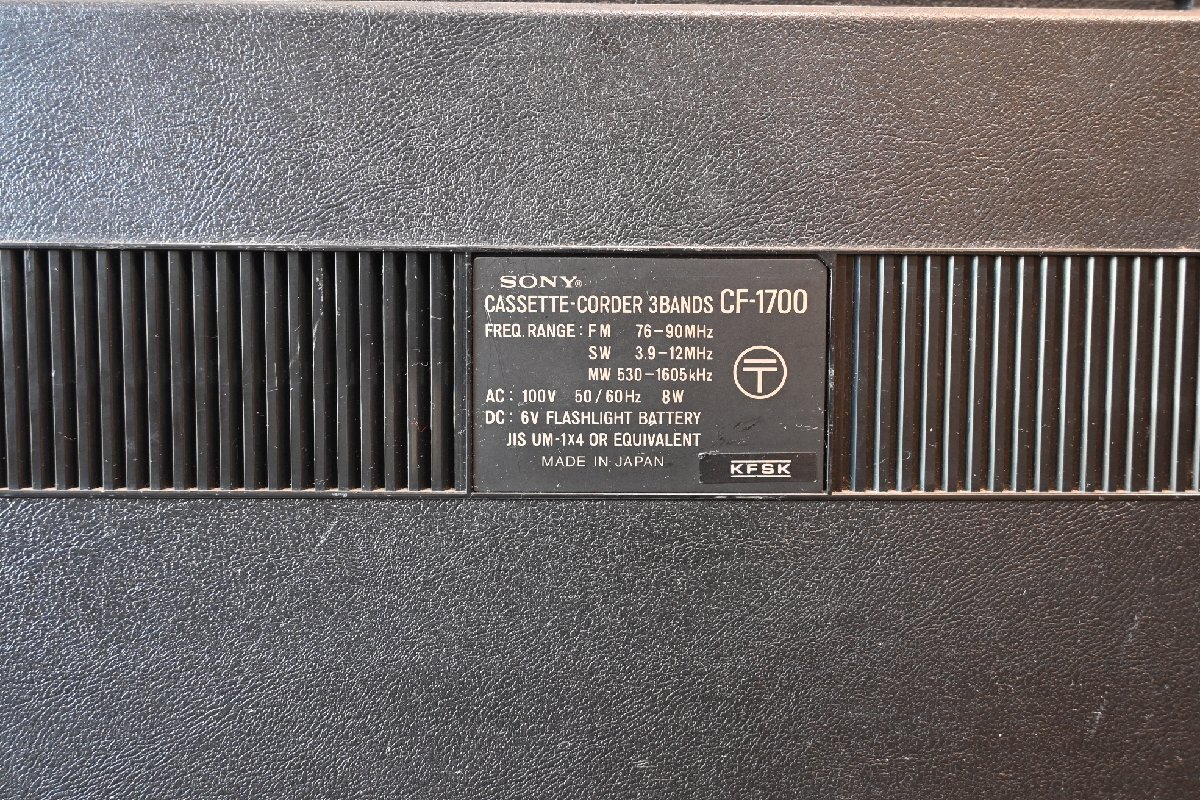 SONY®
CASSETTE-CORDER 3BANDS CF-1700
FREQ. RANGE: FM 76-90MHz
SW 3.9-12MHz
MW 530-1605kHz
AC: 100V 50/60Hz 8W
DC: 6V FLASHLIGHT BATTERY
JIS UM-1X4 OR EQUIVALENT
MADE IN JAPAN
KFSK